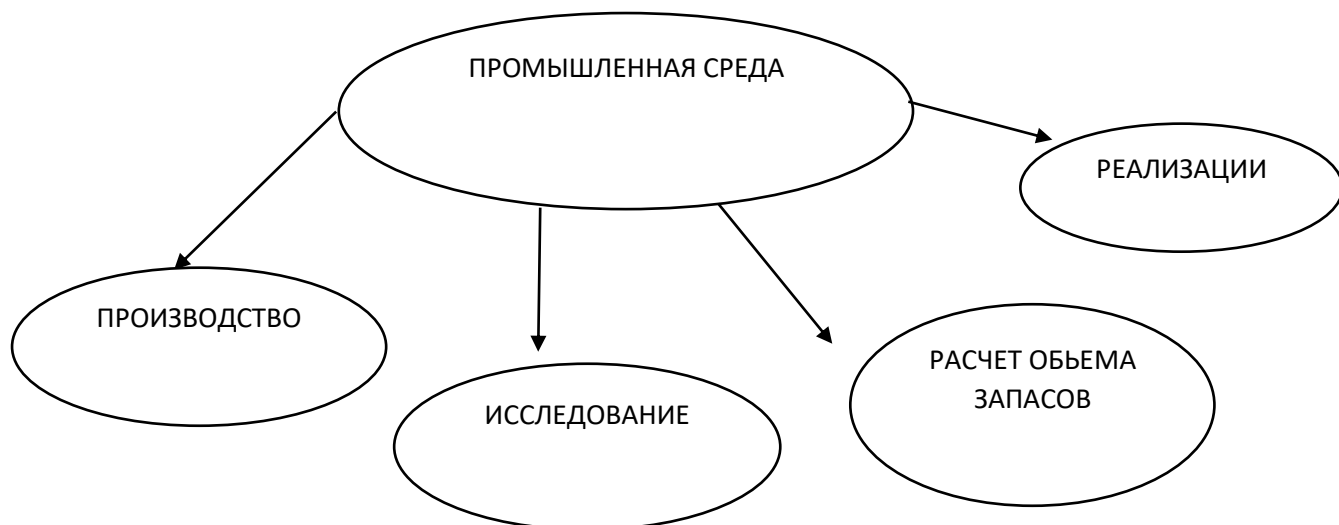 ПРОМЫШЛЕННАЯ СРЕДА
РЕАЛИЗАЦИИ
ПРОИЗВОДСТВО
ИССЛЕДОВАНИЕ
РАСЧЕТ ОБЬЕМА
ЗАПАСОВ